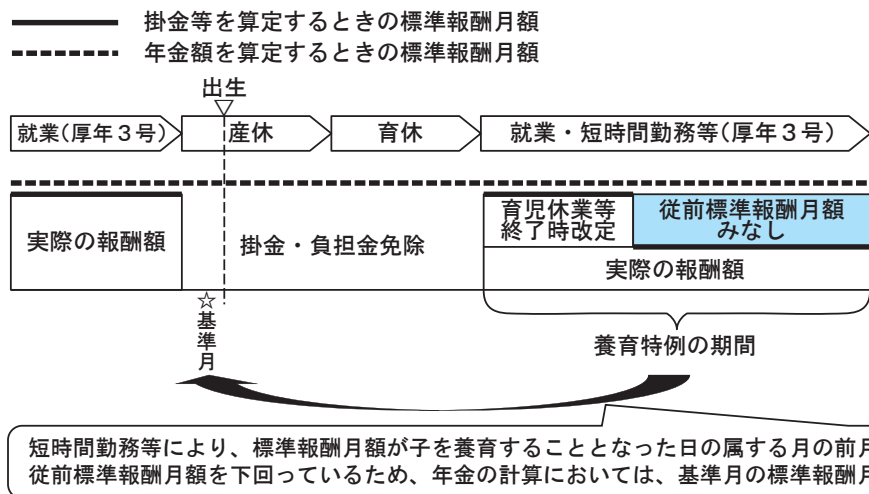 掛金等を算定するときの標準報酬月額
年金額を算定するときの標準報酬月額
出生
就業(厚年３号)
産休
育休
就業・短時間勤務等(厚年３号)
実際の報酬額
掛金・負担金免除
育児休業等
終了時改定
従前標準報酬月額
みなし
実際の報酬額
☆基準月
養育特例の期間
短時間勤務等により、標準報酬月額が子を養育することとなった日の属する月の前月
従前標準報酬月額を下回っているため、年金の計算においては、基準月の標準報酬月